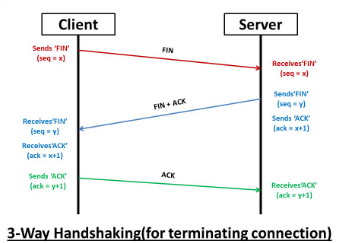 Client
Server
Sends 'FIN'
(seq = x)
FIN
Receives'FIN'
(seq = x)
Sends'FIN'
(seq = y)
FIN + ACK
Sends 'ACK'
(ack = x+1)
Receives'FIN'
(seq = y)
Receives'ACK'
(ack = x+1)
Sends 'ACK'
(ack = y+1)
ACK
Receives'ACK'
(ack = y+1)
3-Way Handshaking(for terminating connection)